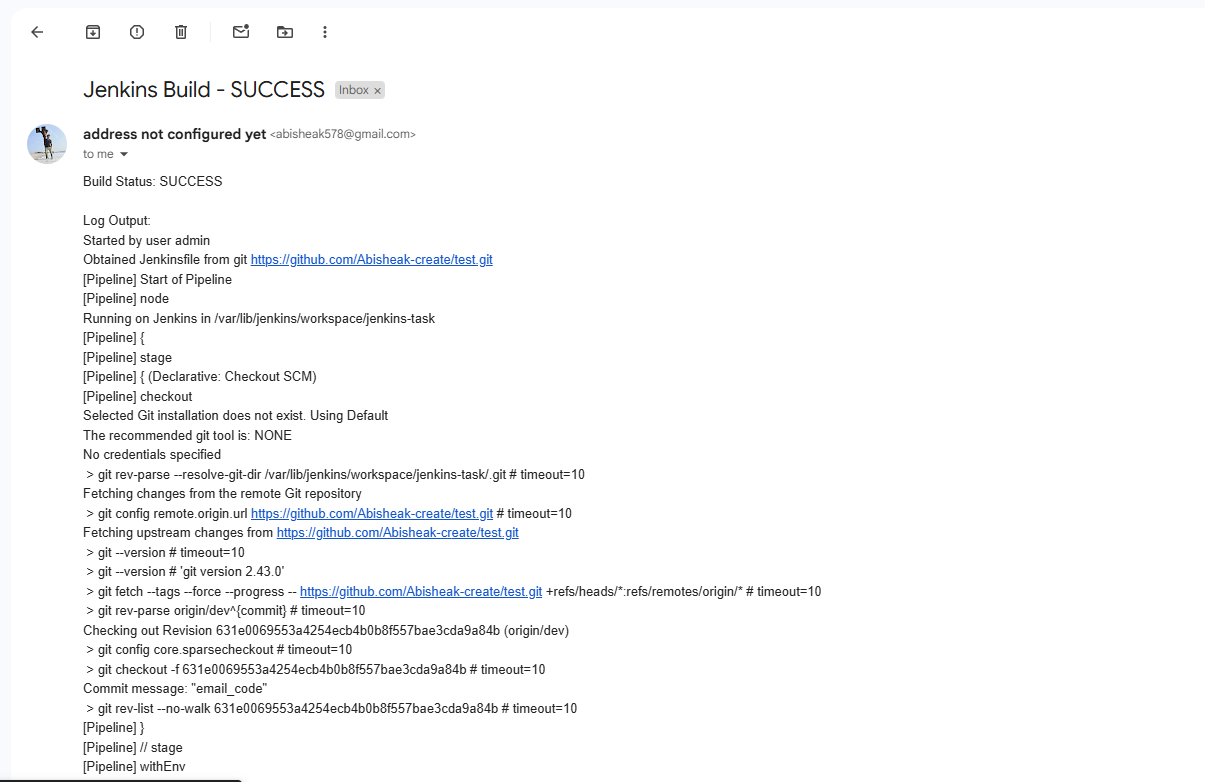 Jenkins Build - SUCCESS Inbox x
address not configured yet <abisheak578@gmail.com>
to me
Build Status: SUCCESS
Log Output:
Started by user admin
Obtained Jenkinsfile from git https://github.com/Abisheak-create/test.git
[Pipeline] Start of Pipeline
[Pipeline] node
Running on Jenkins in /var/lib/jenkins/workspace/jenkins-task
[Pipeline] {
[Pipeline] stage
[Pipeline] { (Declarative: Checkout SCM)
[Pipeline] checkout
Selected Git installation does not exist. Using Default
The recommended git tool is: NONE
No credentials specified
> git rev-parse --resolve-git-dir /var/lib/jenkins/workspace/jenkins-task/.git # timeout=10
Fetching changes from the remote Git repository
> git config remote.origin.url https://github.com/Abisheak-create/test.git # timeout=10
Fetching upstream changes from https://github.com/Abisheak-create/test.git
> git --version # timeout=10
> git --version # 'git version 2.43.0'
> git fetch --tags --force --progress -- https://github.com/Abisheak-create/test.git +refs/heads/*:refs/remotes/origin/* # timeout=10
> git rev-parse origin/dev^{commit} # timeout=10
Checking out Revision 631e0069553a4254ecb4b0b8f557bae3cda9a84b (origin/dev)
> git config core.sparsecheckout # timeout=10
> git checkout -f 631e0069553a4254ecb4b0b8f557bae3cda9a84b # timeout=10
Commit message: "email_code"
> git rev-list --no-walk 631e0069553a4254ecb4b0b8f557bae3cda9a84b # timeout=10
[Pipeline] }
[Pipeline] // stage
[Pipeline] withEnv